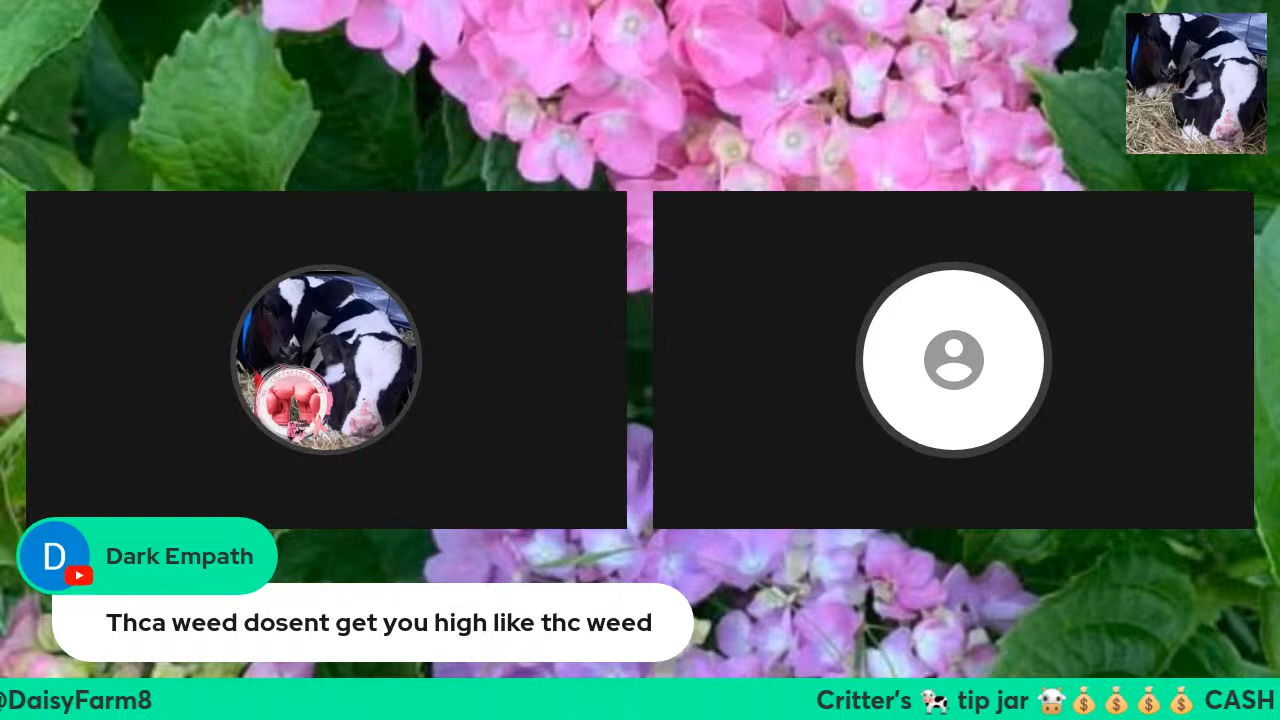 D
Dark Empath
Thca weed dosent get you high like thc weed
@DaisyFarm8
Critter's 🐄 tip jar 🐮💰💰💰💰 CASH